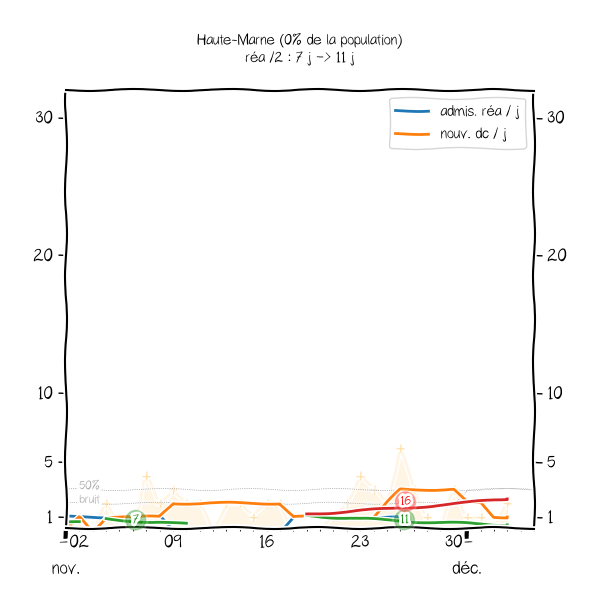 Haute-Marne (0% de la population)
réa /2 : 7 j -> 11 j
admis. réa / j
nouv. dc / j
30
30
20
20
10
10
5
5
50%
bruit
16
7
11
1
1
02
09
16
23
30
nov.
déc.